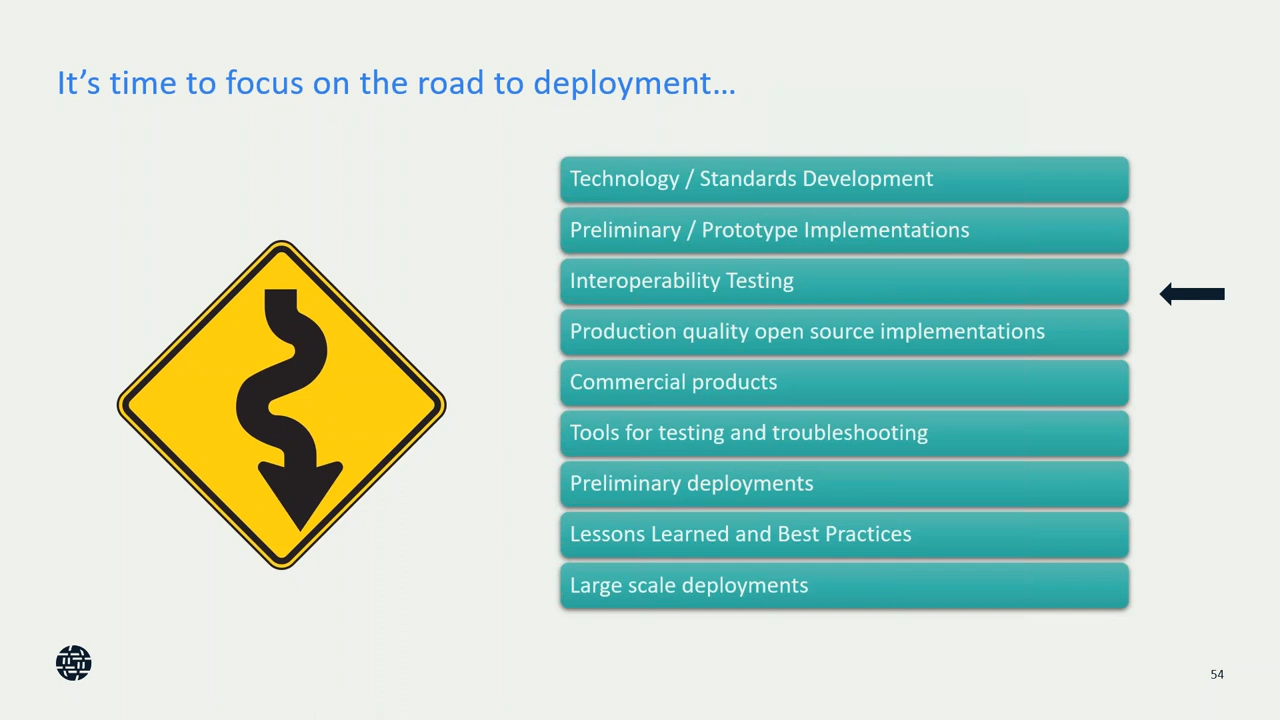 It’s time to focus on the road to deployment…
Technology / Standards Development
Preliminary / Prototype Implementations
Interoperability Testing
Production quality open source implementations
Commercial products
Tools for testing and troubleshooting
Preliminary deployments
Lessons Learned and Best Practices
Large scale deployments
54